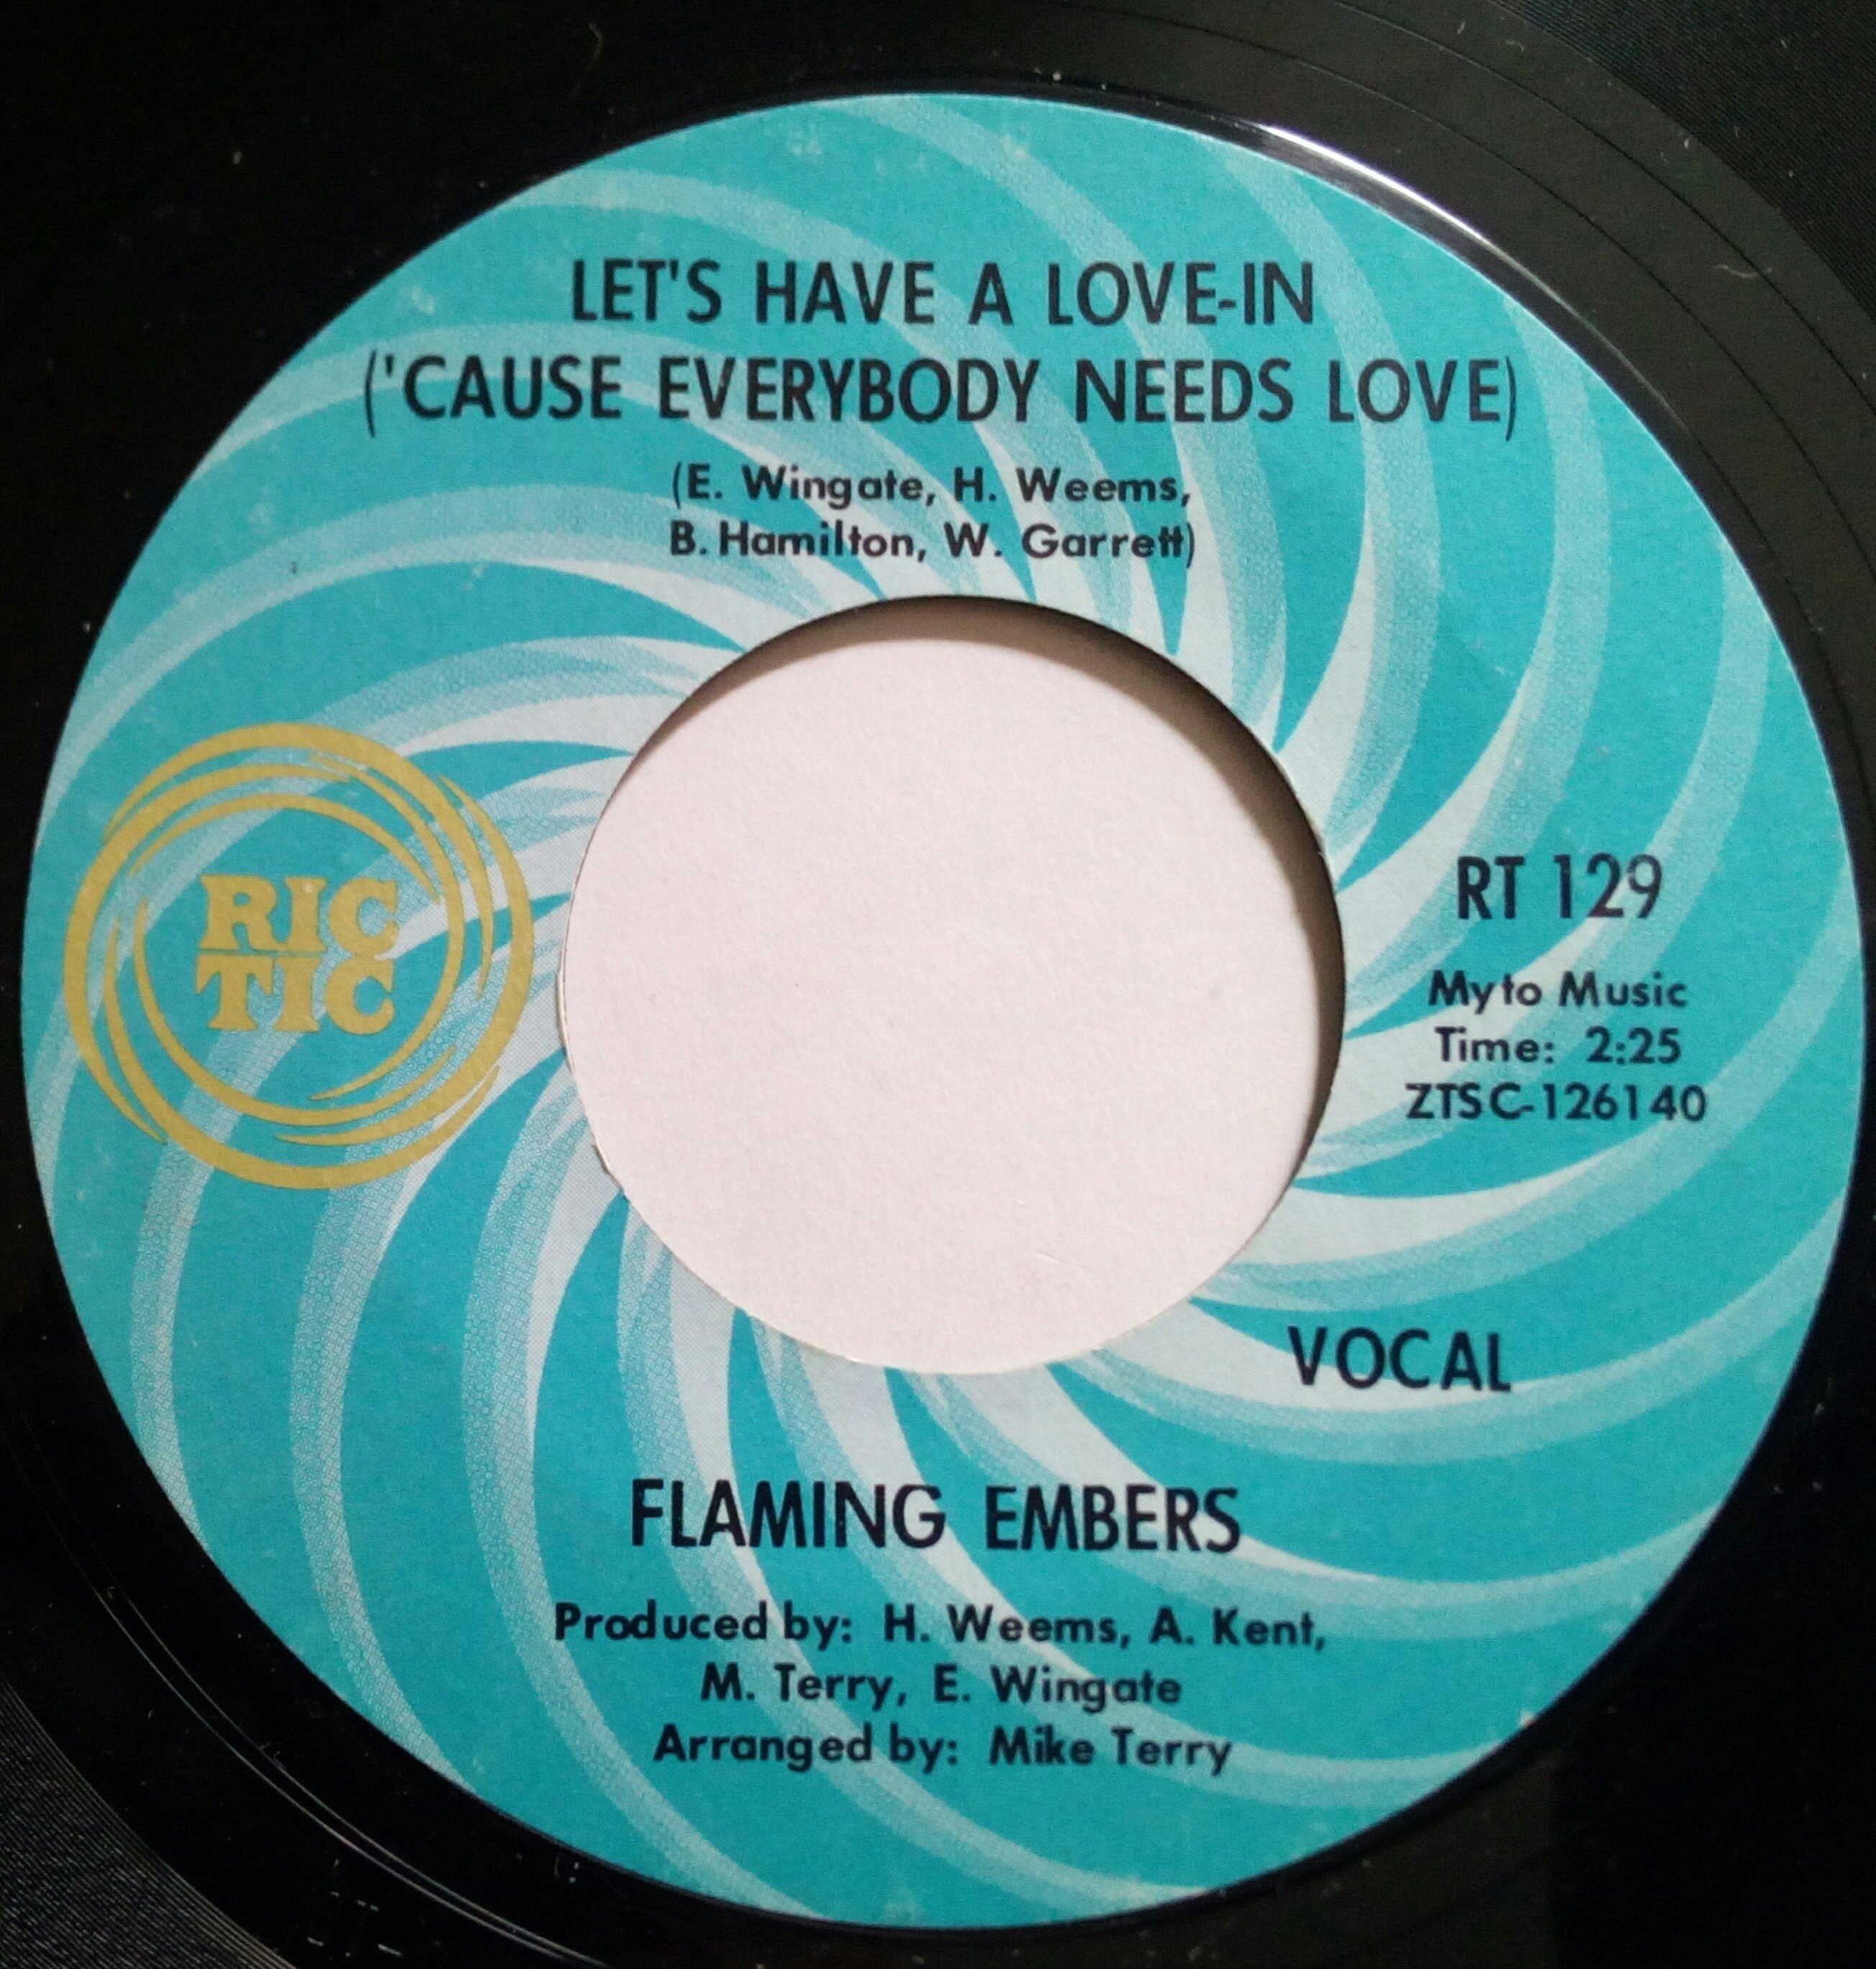 LET'S HAVE A LOVE-IN
('CAUSE EVERYBODY NEEDS LOVE)
(E. Wingate, H. Weems,
B. Hamilton, W. Garrett)
RIC
TIC
RT 129
Myto Music
Time: 2:25
ZTSC-126140
VOCAL
FLAMING EMBERS
Produced by: H. Weems, A. Kent,
M. Terry, E. Wingate
Arranged by: Mike Terry